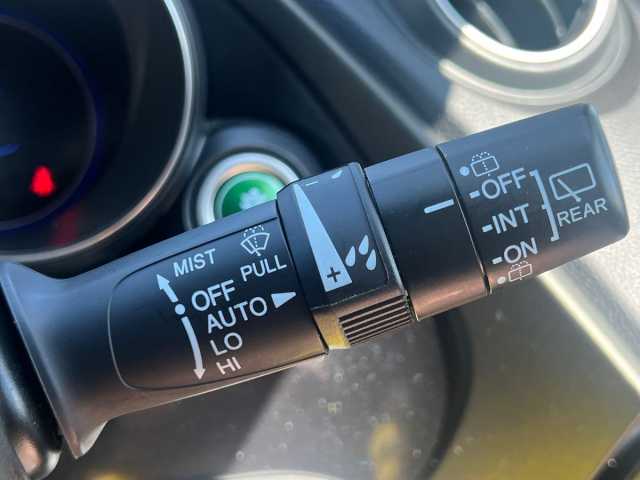 MIST
PULL
OFF
AUTO
LO
HI
- +
-OFF
-INT
-ON
REAR